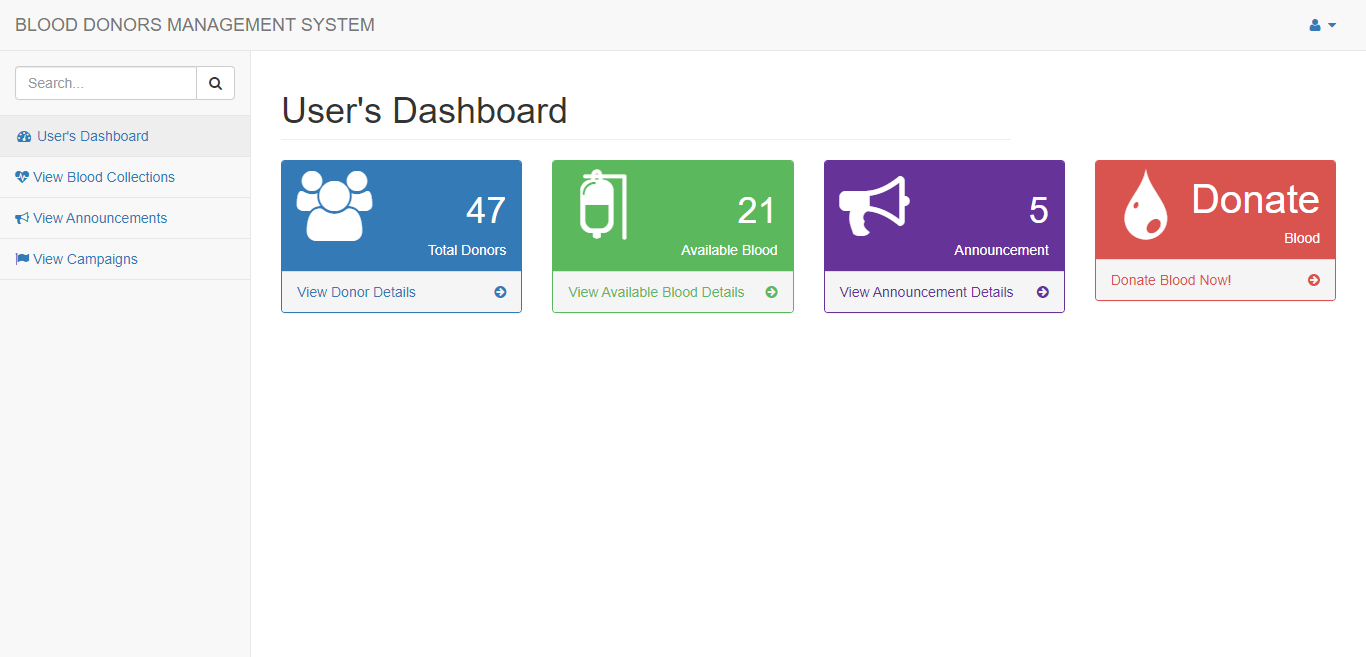 BLOOD DONORS MANAGEMENT SYSTEM
Search...
User's Dashboard
View Blood Collections
View Announcements
View Campaigns
User's Dashboard
47
Total Donors
View Donor Details
21
Available Blood
View Available Blood Details
5
Announcement
View Announcement Details
Donate
Blood
Donate Blood Now!